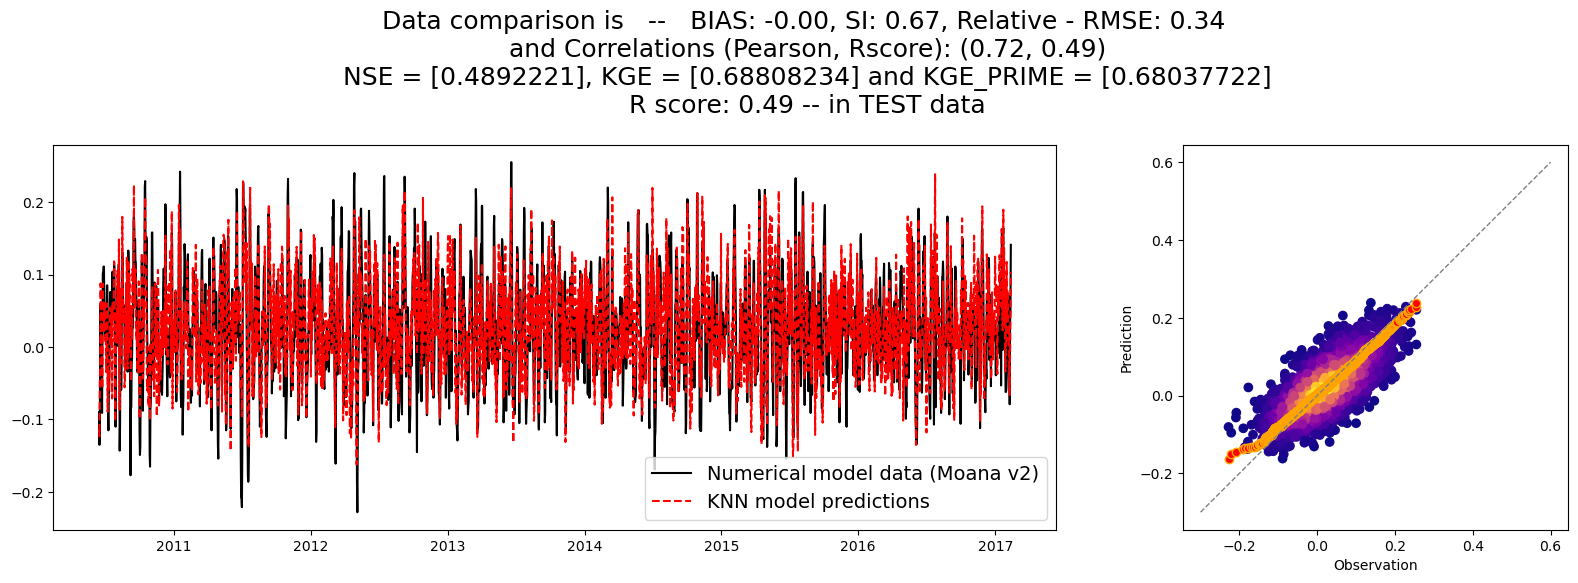 Data comparison is   --   BIAS: -0.00, SI: 0.67, Relative - RMSE: 0.34
and Correlations (Pearson, Rscore): (0.72, 0.49)
NSE = [0.4892221], KGE = [0.68808234] and KGE_PRIME = [0.68037722]
R score: 0.49 -- in TEST data
0.2
0.1
0.0
−0.1
−0.2
2011 2012 2013 2014 2015 2016 2017
Numerical model data (Moana v2)
KNN model predictions
Prediction
0.6
0.4
0.2
0.0
−0.2
−0.2 0.0 0.2 0.4 0.6
Observation